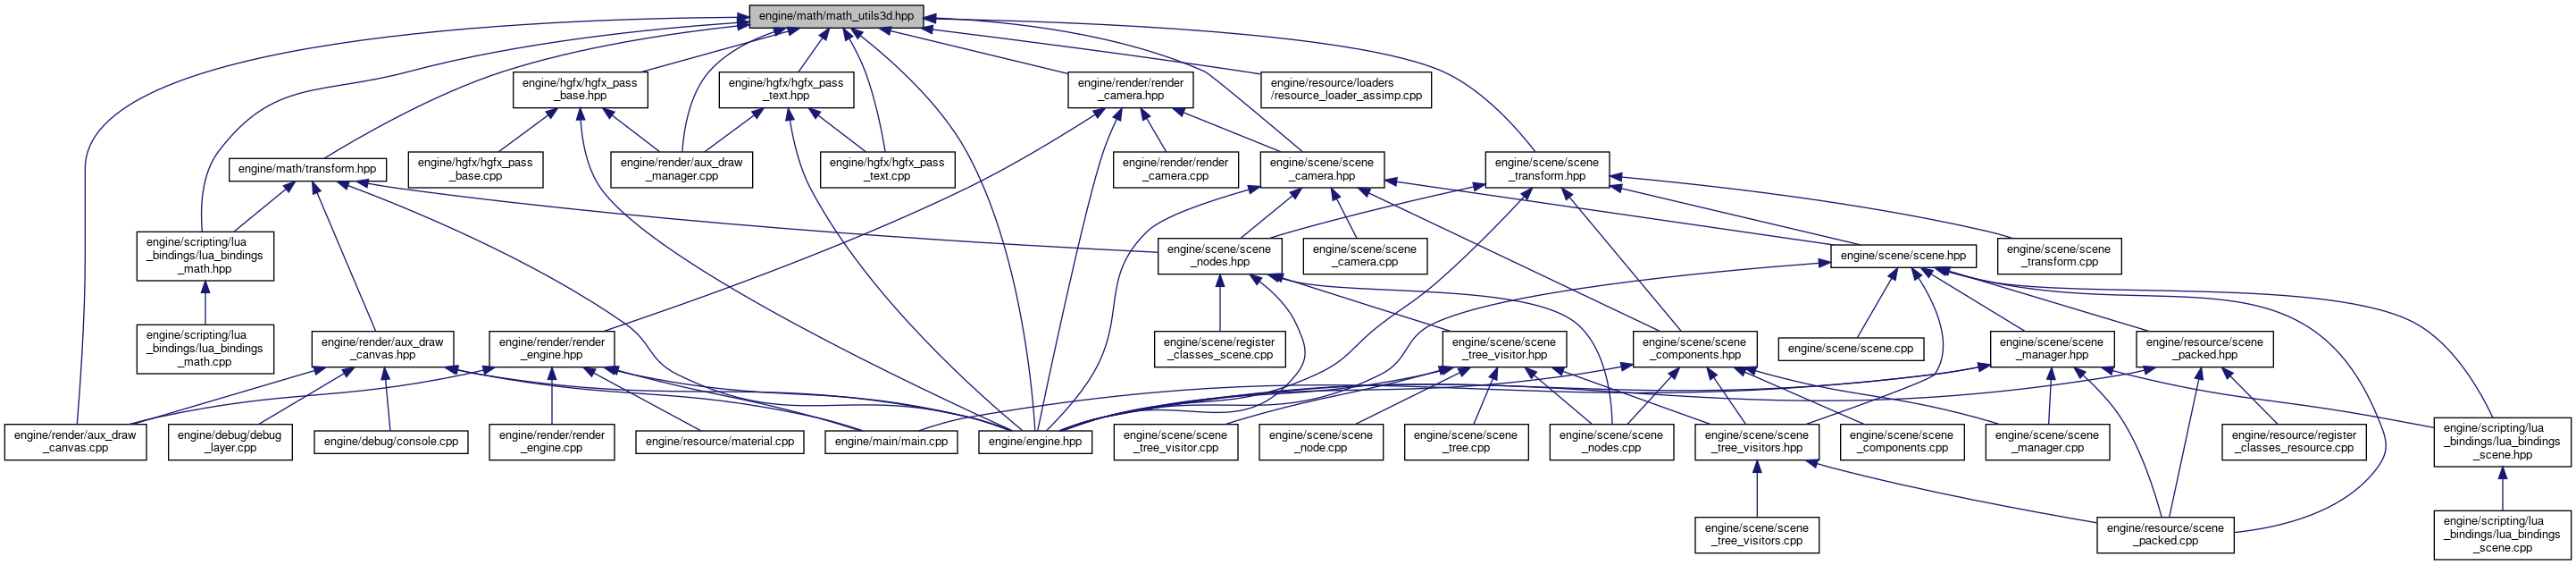 engine/math/math_utils3d.hpp
engine/hgfx/hgfx_pass
_base.hpp
engine/hgfx/hgfx_pass
_text.hpp
engine/render/render
_camera.hpp
engine/resource/loaders
/resource_loader_assimp.cpp
engine/math/transform.hpp
engine/hgfx/hgfx_pass
_base.cpp
engine/render/aux_draw
_manager.cpp
engine/hgfx/hgfx_pass
_text.cpp
engine/render/render
_camera.cpp
engine/scene/scene
_camera.hpp
engine/scene/scene
_transform.hpp
engine/scripting/lua
_bindings/lua_bindings
_math.hpp
engine/scene/scene
_nodes.hpp
engine/scene/scene
_camera.cpp
engine/scene/scene.hpp
engine/scene/scene
_transform.cpp
engine/scripting/lua
_bindings/lua_bindings
_math.cpp
engine/render/aux_draw
_canvas.hpp
engine/render/render
_engine.hpp
engine/scene/register
_classes_scene.cpp
engine/scene/scene
_tree_visitor.hpp
engine/scene/scene
_components.hpp
engine/scene/scene.cpp
engine/scene/scene
_manager.hpp
engine/resource/scene
_packed.hpp
engine/render/aux_draw
_canvas.cpp
engine/debug/debug
_layer.cpp
engine/debug/console.cpp
engine/render/render
_engine.cpp
engine/resource/material.cpp
engine/main/main.cpp
engine/engine.hpp
engine/scene/scene
_tree_visitor.cpp
engine/scene/scene
_node.cpp
engine/scene/scene
_tree.cpp
engine/scene/scene
_nodes.cpp
engine/scene/scene
_tree_visitors.hpp
engine/scene/scene
_components.cpp
engine/scene/scene
_manager.cpp
engine/resource/register
_classes_resource.cpp
engine/scripting/lua
_bindings/lua_bindings
_scene.hpp
engine/scene/scene
_tree_visitors.cpp
engine/resource/scene
_packed.cpp
engine/scripting/lua
_bindings/lua_bindings
_scene.cpp